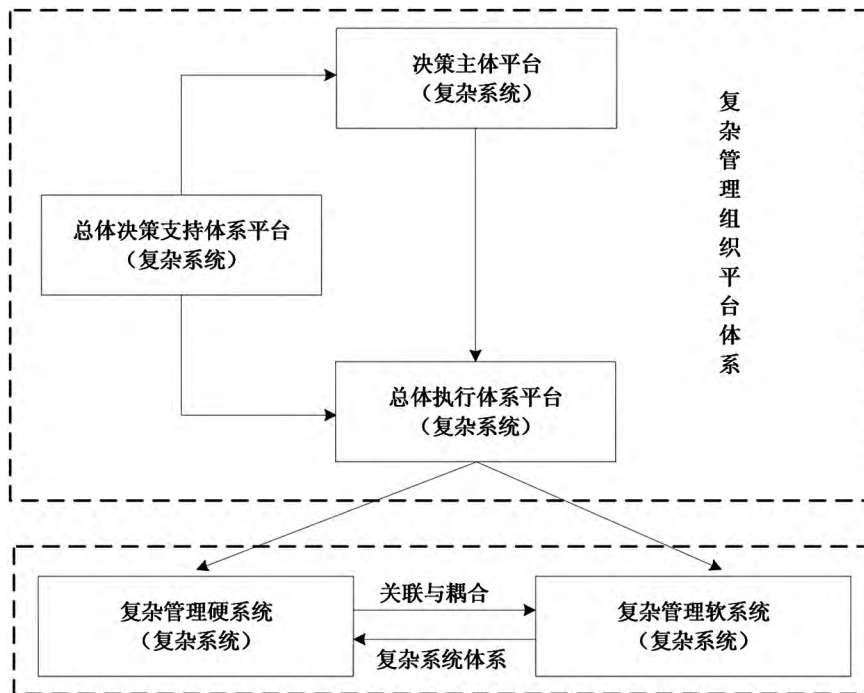 决策主体平台
（复杂系统）
复杂管理组织平台体系
总体决策支持体系平台
（复杂系统）
总体执行体系平台
（复杂系统）
复杂管理硬系统
（复杂系统）
关联与耦合
复杂系统体系
复杂管理软系统
（复杂系统）